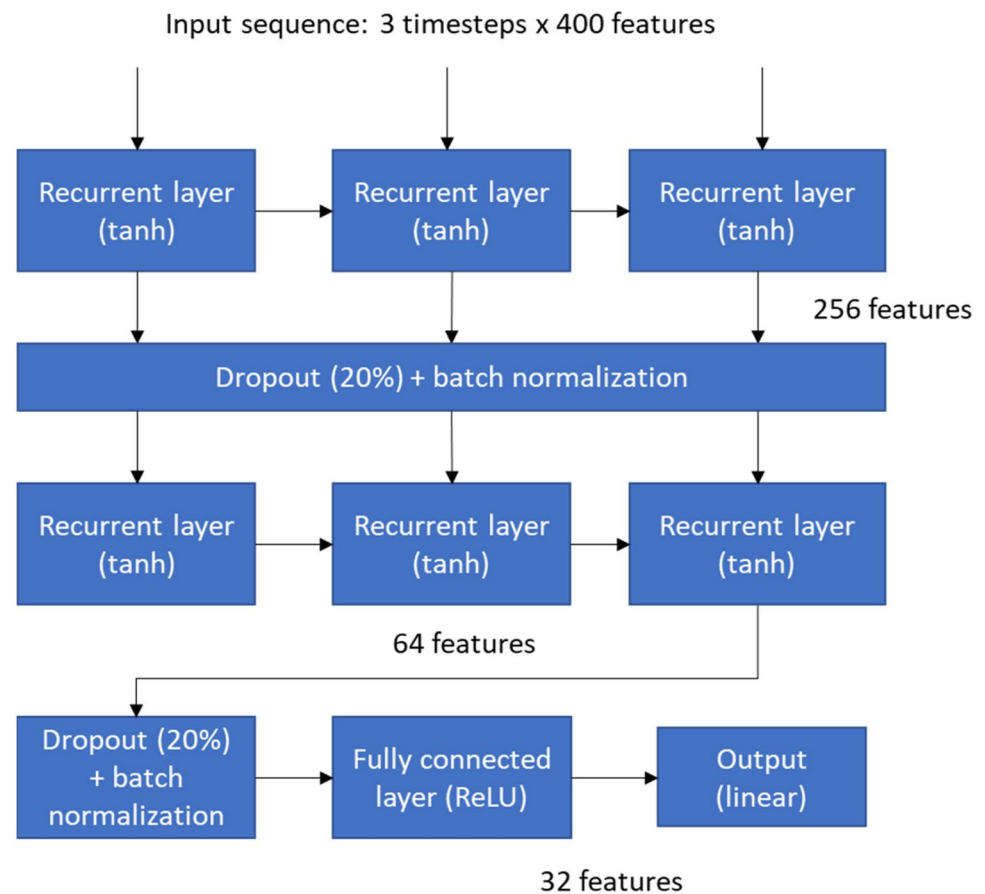 Input sequence: 3 timesteps x 400 features
Recurrent layer
(tanh)
Recurrent layer
(tanh)
Recurrent layer
(tanh)
256 features
Dropout (20%) + batch normalization
Recurrent layer
(tanh)
Recurrent layer
(tanh)
Recurrent layer
(tanh)
64 features
Dropout (20%)
+ batch
normalization
Fully connected
layer (ReLU)
Output
(linear)
32 features